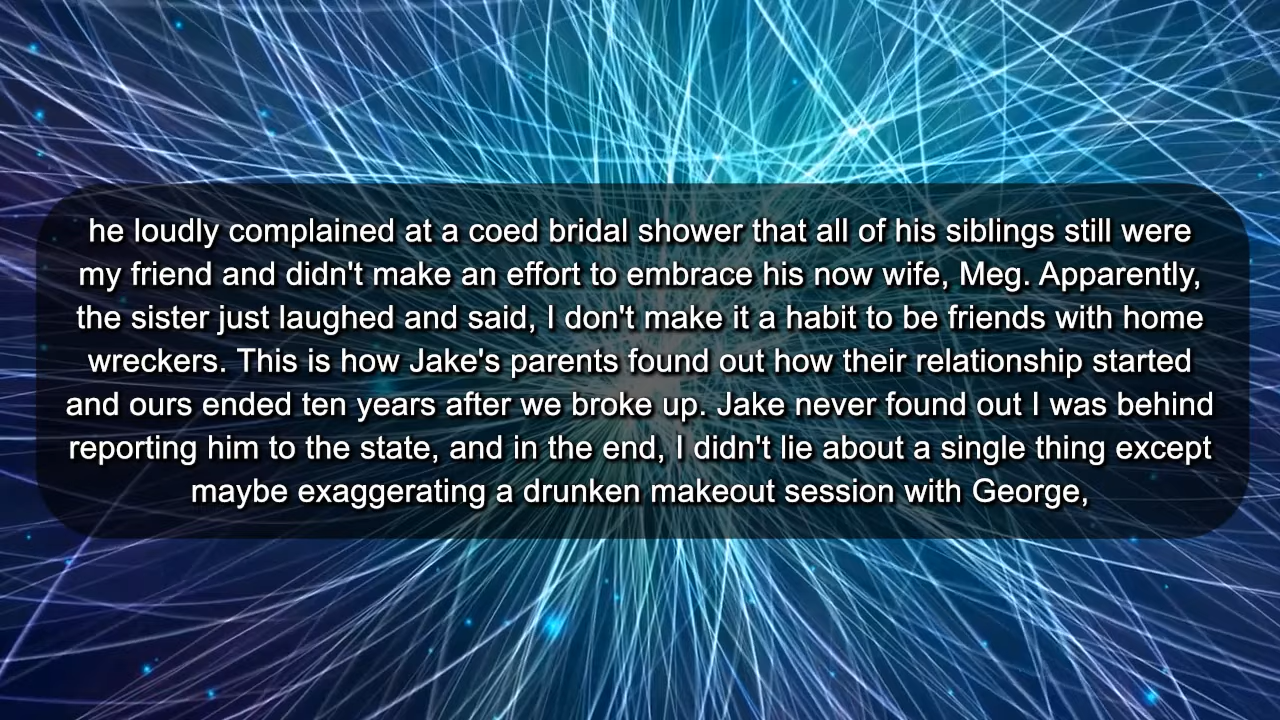 he loudly complained at a coed bridal shower that all of his siblings still were
my friend and didn't make an effort to embrace his now wife, Meg. Apparently,
the sister just laughed and said, I don't make it a habit to be friends with home
wreckers. This is how Jake's parents found out how their relationship started
and ours ended ten years after we broke up. Jake never found out I was behind
reporting him to the state, and in the end, I didn't lie about a single thing except
maybe exaggerating a drunken makeout session with George,